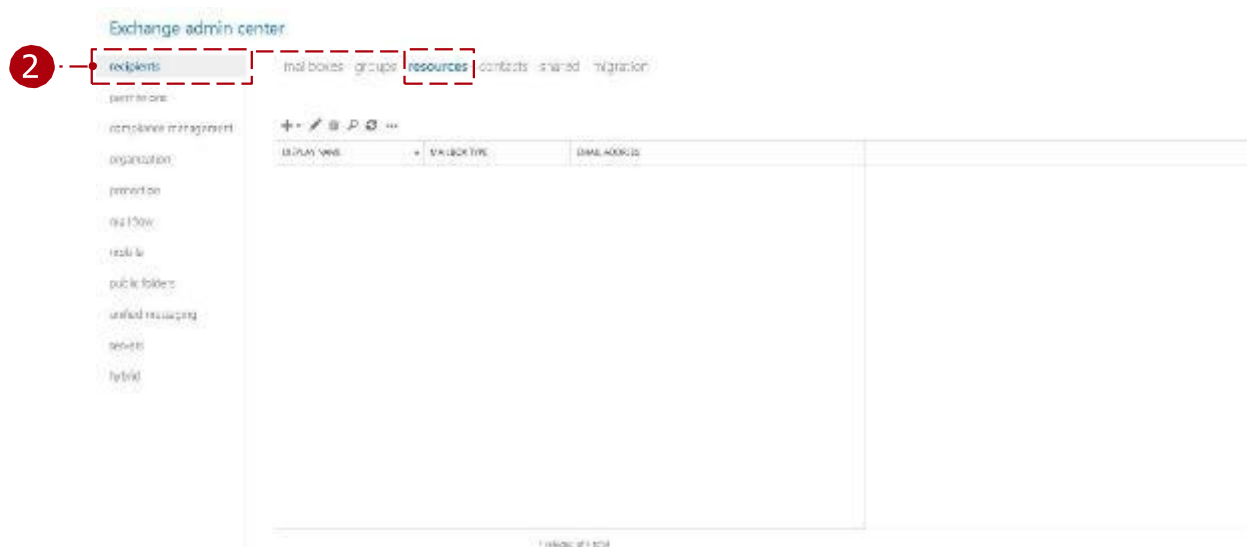 Exchange admin center
2
recipients
mailboxes groups resources contacts shared migration
permissions
compliance management
organization
protection
mail flow
mobile
public folders
unified messaging
servers
hybrid
DISPLAY NAME MAILBOX TYPE EMAIL ADDRESS